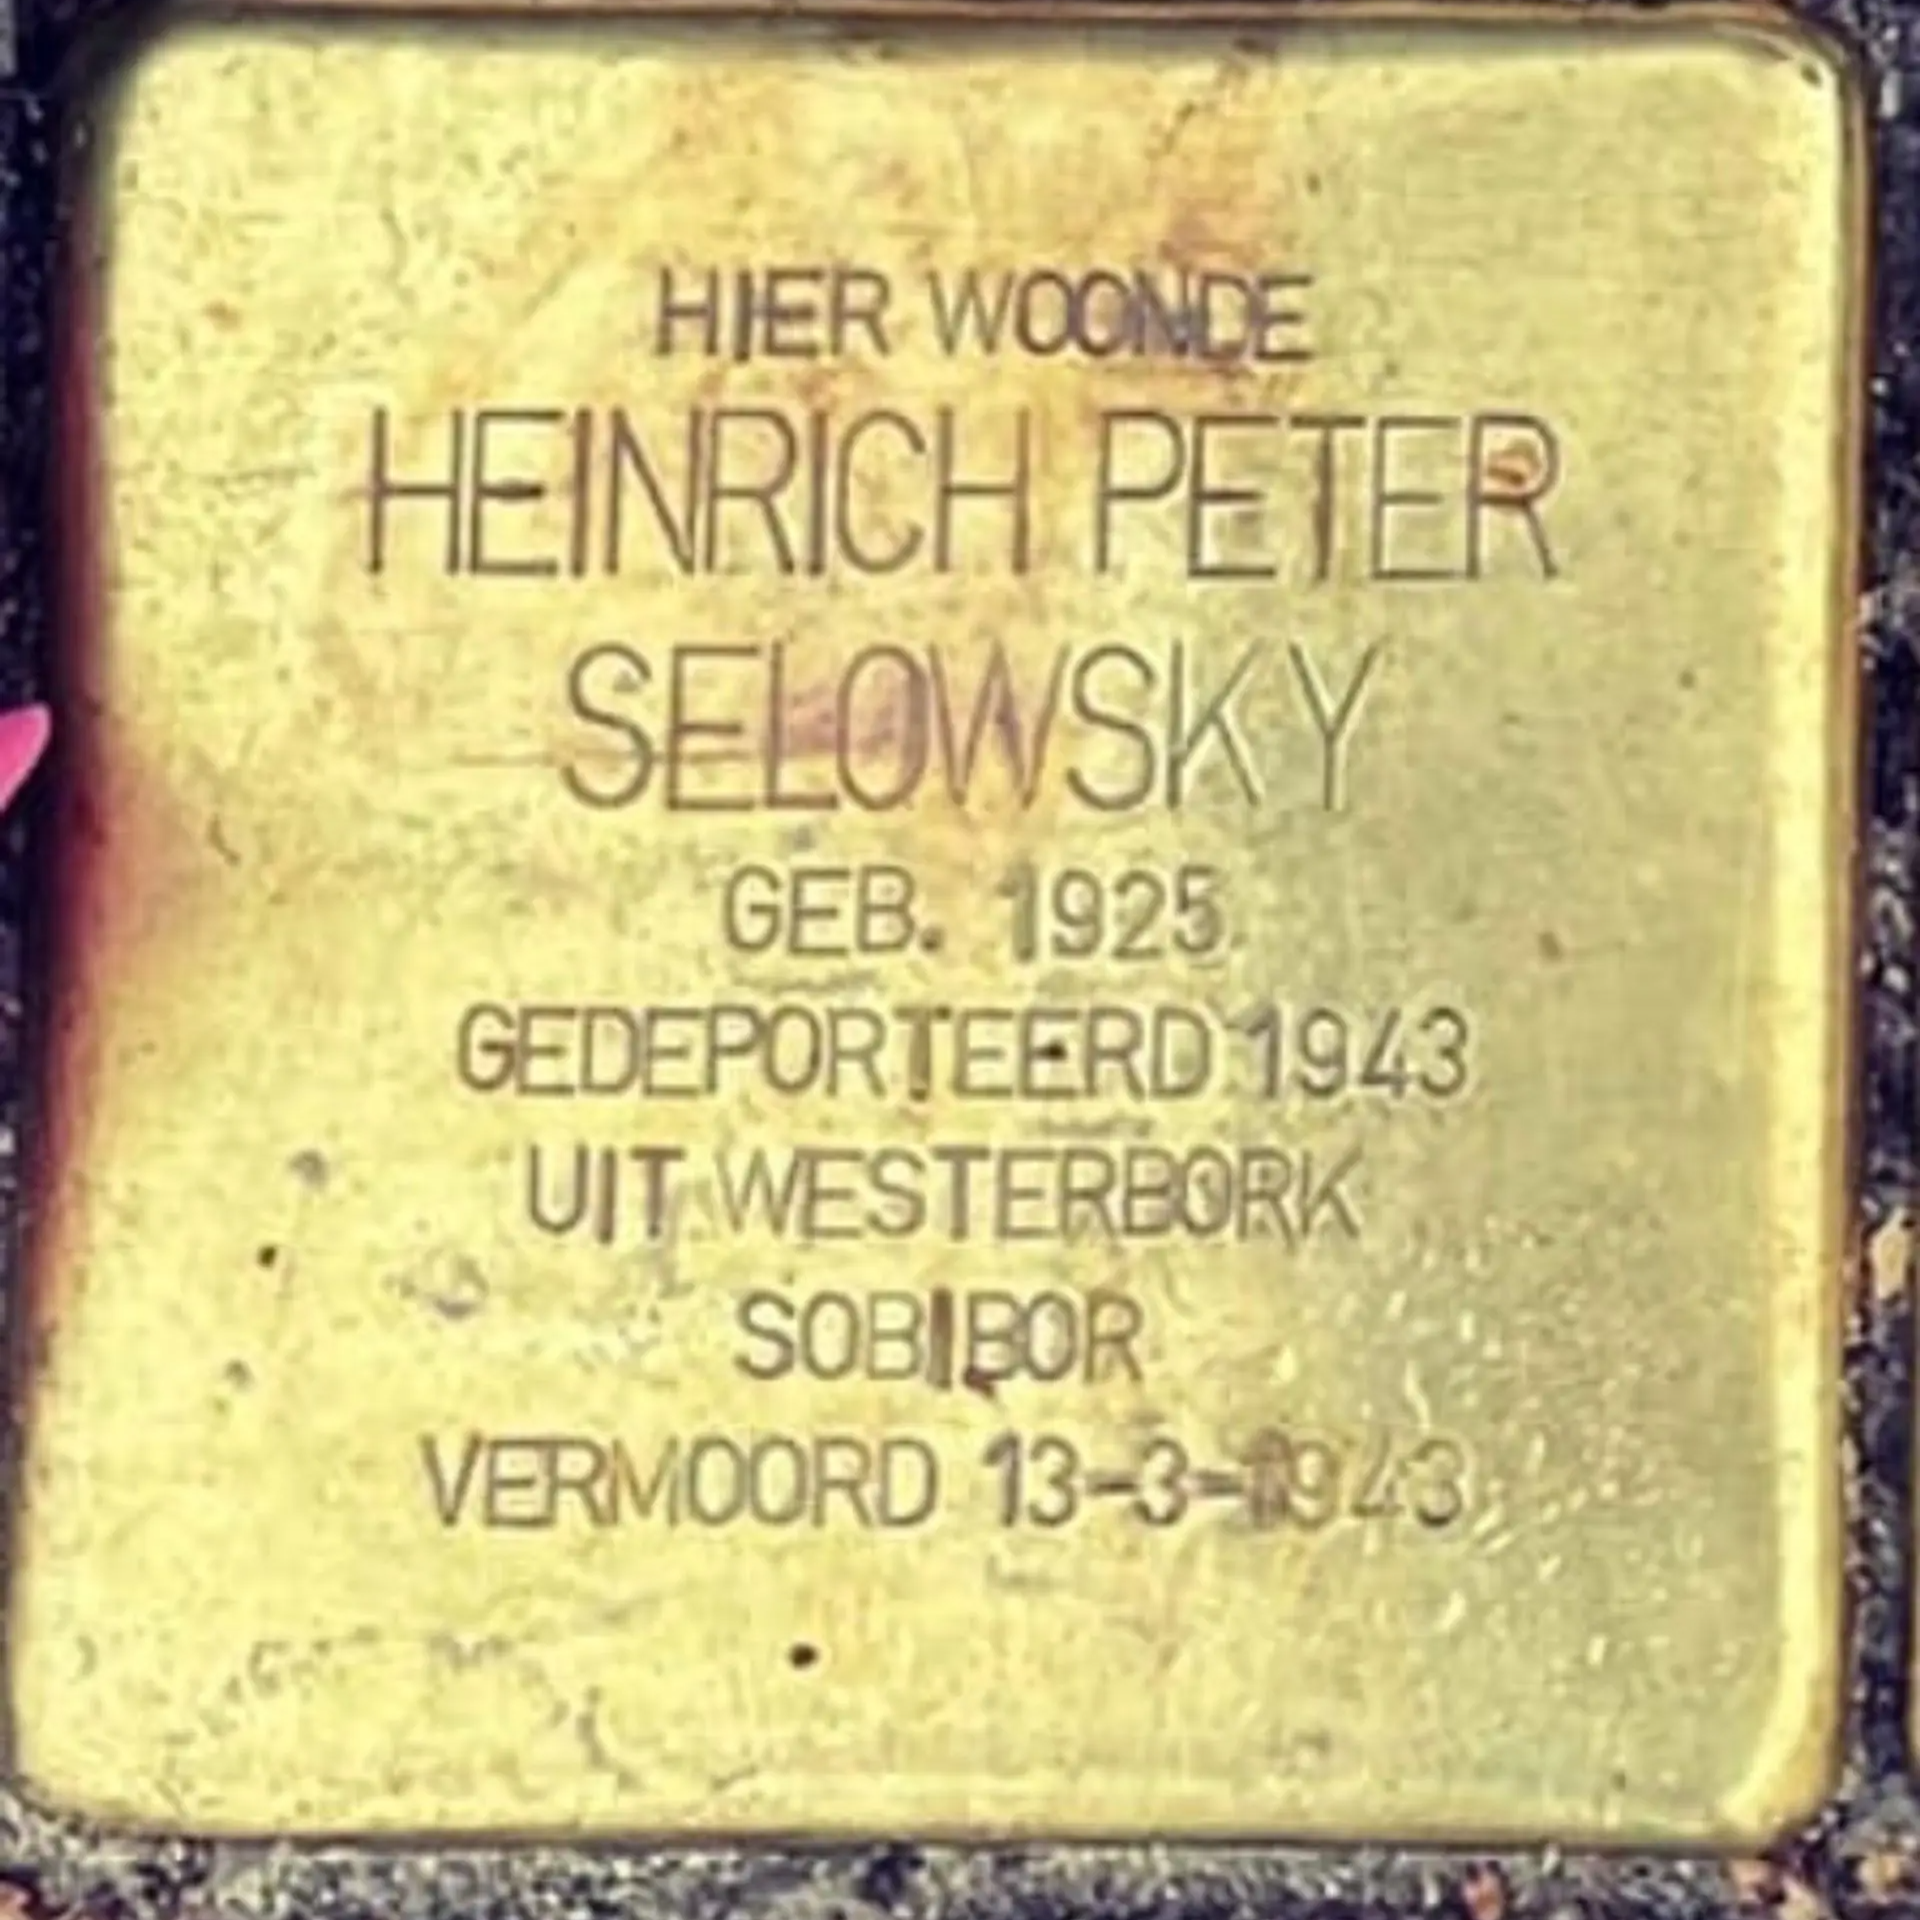 HIER WOONDE
HEINRICH PETER
SELOWSKY
GEB. 1925
GEDEPORTEERD 1943
UIT WESTERBORK
SOBIBOR
VERMOORD 13-3-1943